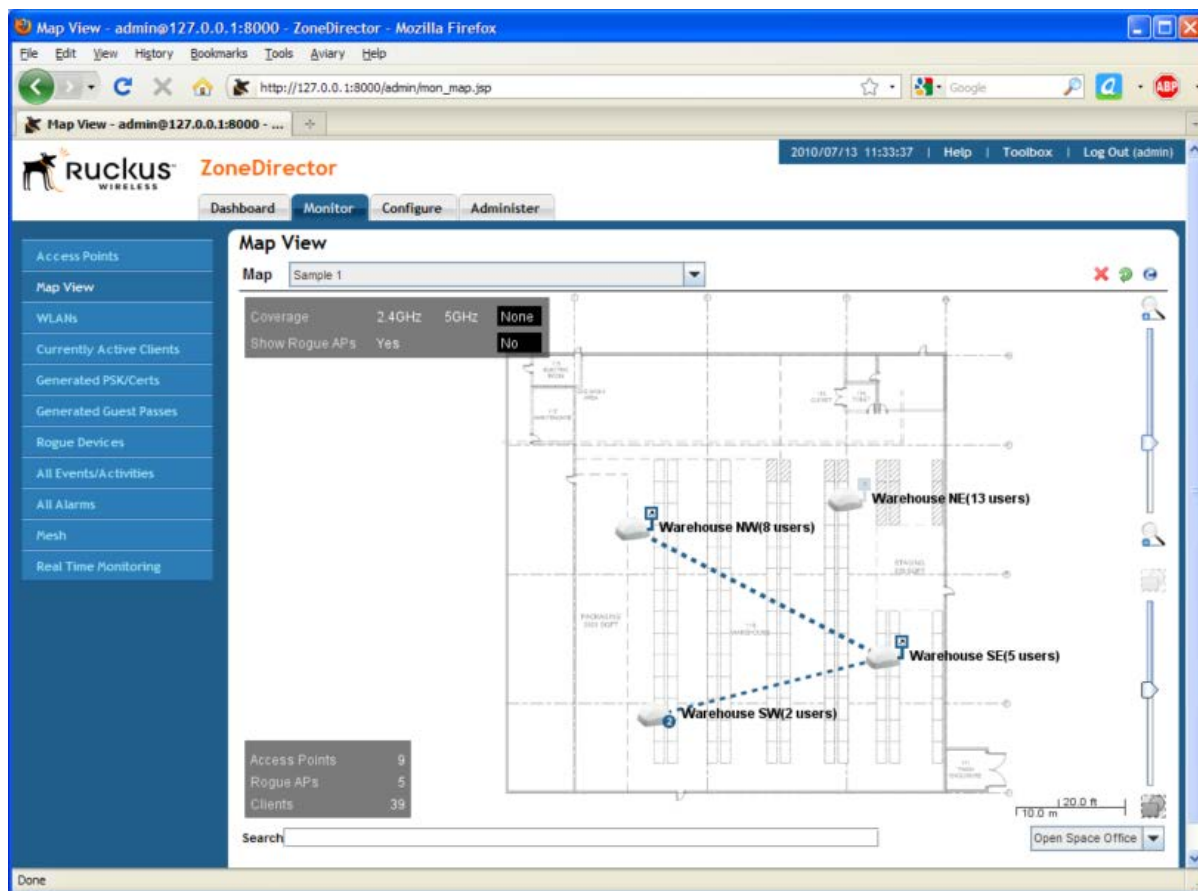 Map View - admin@127.0.0.1:8000 - ZoneDirector - Mozilla Firefox
File Edit View History Bookmarks Tools Aviary Help
http://127.0.0.1:8000/admin/mon_map.jsp
Google
ABP
Map View - admin@127.0.0.1:8000 - ...
2010/07/13 11:33:37 | Help | Toolbox | Log Out (admin)
RUCKUS
WIRELESS
ZoneDirector
Dashboard Monitor Configure Administer
Access Points
Map View
WLANs
Currently Active Clients
Generated PSK/Certs
Generated Guest Passes
Rogue Devices
All Events/Activities
All Alarms
Mesh
Real Time Monitoring
Map View
Map Sample 1
Coverage 2.4GHz 5GHz None
Show Rogue APs Yes No
Warehouse NE(13 users)
Warehouse NW(8 users)
Warehouse SE(5 users)
Warehouse SW(2 users)
2
Access Points 9
Rogue APs 5
Clients 39
20.0 ft
10.0 m
Search
Open Space Office
Done